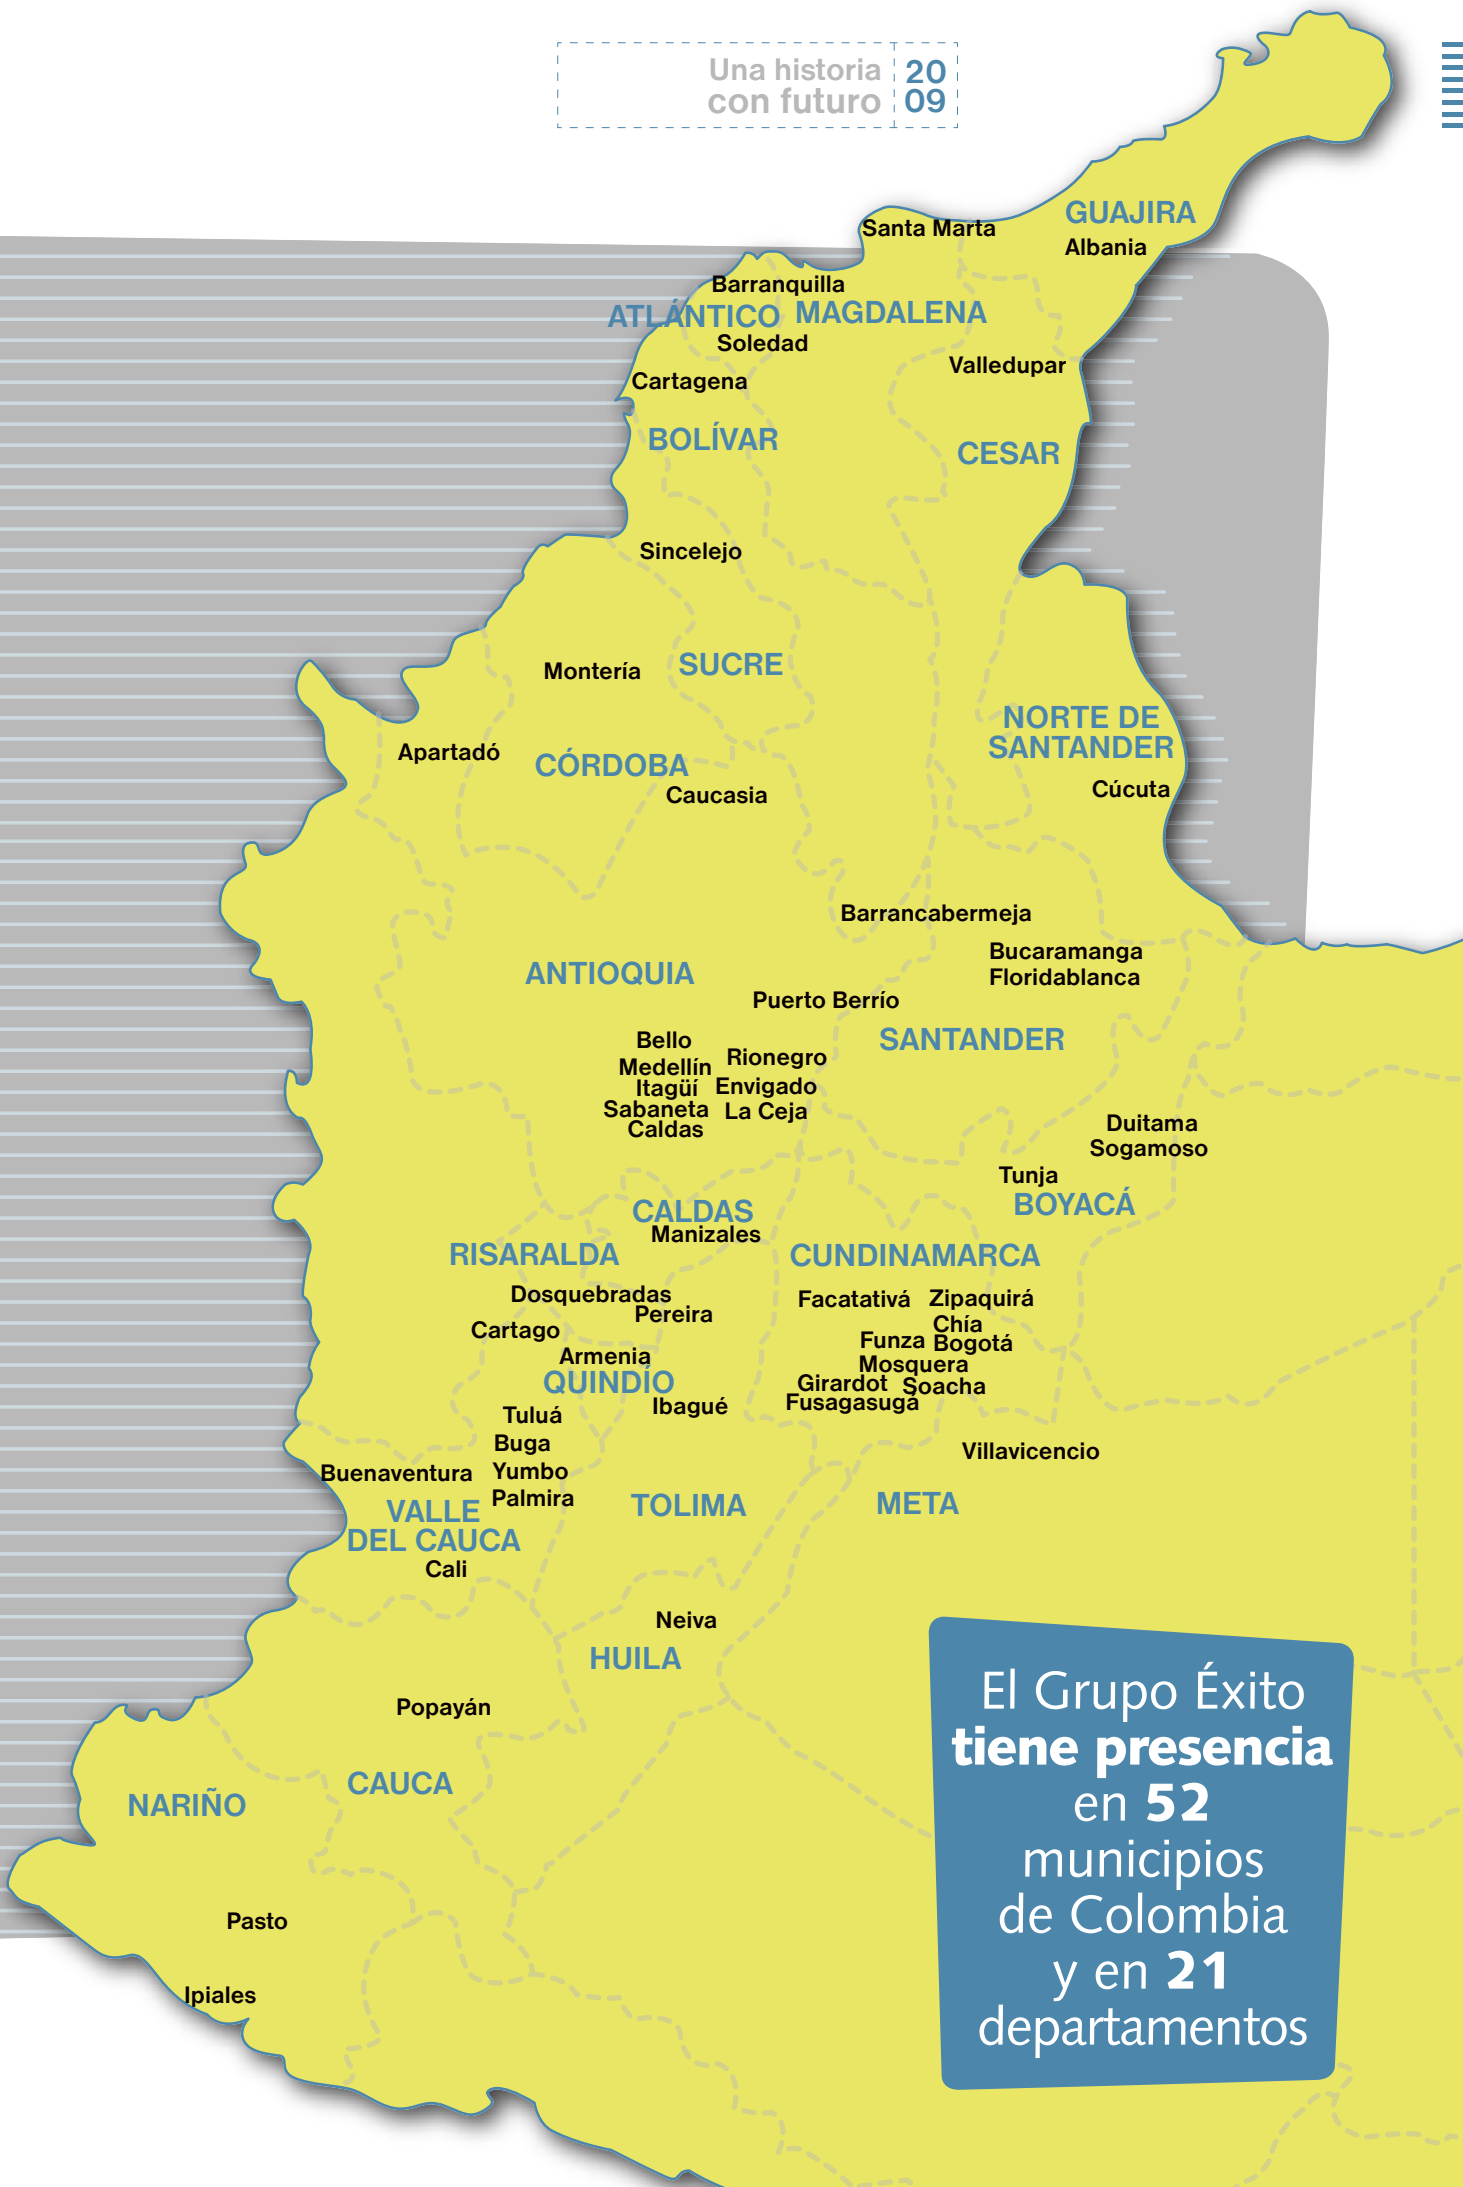 Una historia
con futuro
20
09
GUAJIRA
Santa Marta
Albania
Barranquilla
ATLÁNTICO
MAGDALENA
Soledad
Valledupar
Cartagena
BOLÍVAR
CESAR
Sincelejo
Montería
SUCRE
NORTE DE
SANTANDER
Apartadó
CÓRDOBA
Cúcuta
Caucasia
Barrancabermeja
Bucaramanga
Floridablanca
ANTIOQUIA
Puerto Berrío
SANTANDER
Bello
Rionegro
Medellín
Itagüí
Envigado
Sabaneta
La Ceja
Caldas
Duitama
Sogamoso
Tunja
BOYACÁ
CALDAS
Manizales
RISARALDA
CUNDINAMARCA
Dosquebradas
Pereira
Facatativá
Zipaquirá
Chía
Cartago
Funza
Bogotá
Armenia
Mosquera
QUINDÍO
Girardot
Soacha
Ibagué
Fusagasugá
Tuluá
Buga
Villavicencio
Buenaventura
Yumbo
Palmira
VALLE
DEL CAUCA
TOLIMA
META
Cali
Neiva
HUILA
Popayán
CAUCA
NARIÑO
Pasto
Ipiales
El Grupo Éxito
tiene presencia
en 52
municipios
de Colombia
y en 21
departamentos